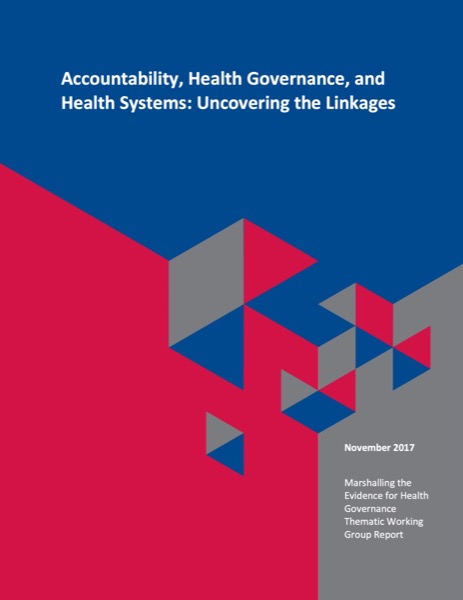 Accountability, Health Governance, and
Health Systems: Uncovering the Linkages
November 2017
Marshalling the
Evidence for Health
Governance
Thematic Working
Group Report